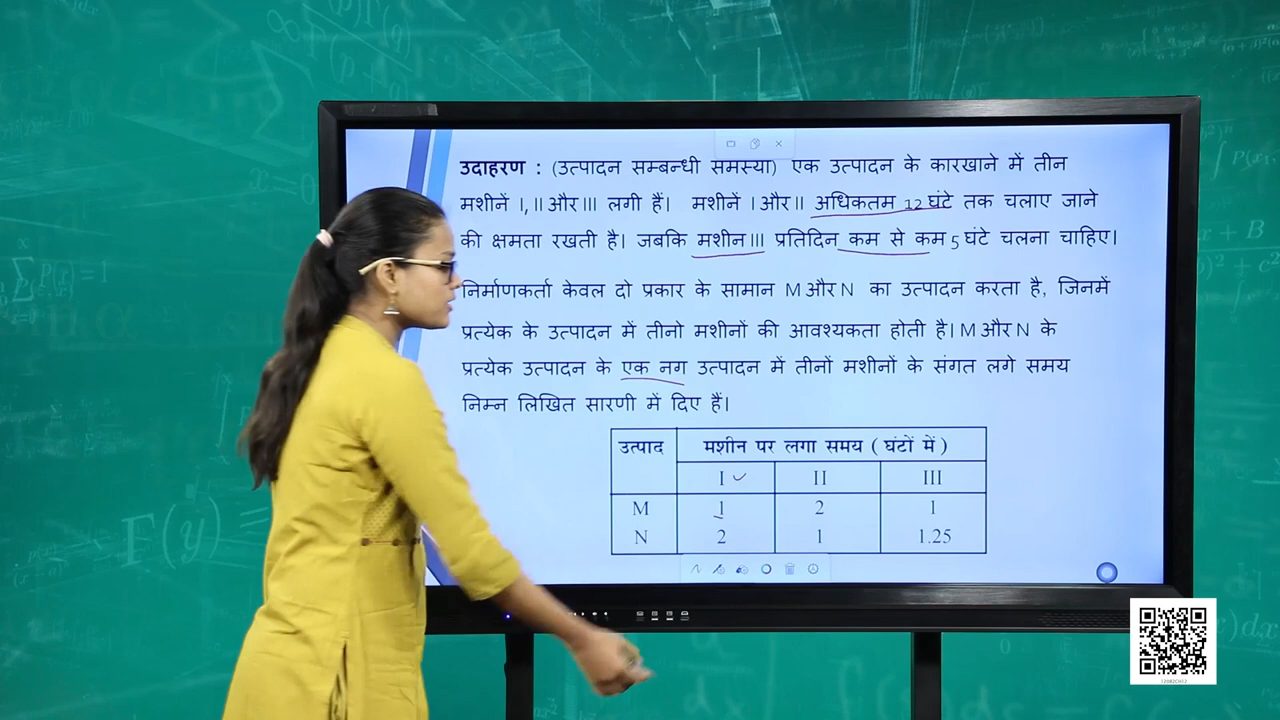 उदाहरण : (उत्पादन सम्बन्धी समस्या) एक उत्पादन के कारखाने में तीन
मशीनें I, II और III लगी हैं। मशीनें I और II अधिकतम 12 घंटे तक चलाए जाने
की क्षमता रखती है। जबकि मशीन III प्रतिदिन कम से कम 5 घंटे चलना चाहिए।
निर्माणकर्ता केवल दो प्रकार के सामान M और N का उत्पादन करता है, जिनमें
प्रत्येक के उत्पादन में तीनो मशीनों की आवश्यकता होती है। M और N के
प्रत्येक उत्पादन के एक नग उत्पादन में तीनों मशीनों के संगत लगे समय
निम्न लिखित सारणी में दिए हैं।
उत्पाद मशीन पर लगा समय ( घंटों में )
I II III
M 1 2 1
N 2 1 1.25
F(y) =
P(x) = 1
x = 0
12082CH12